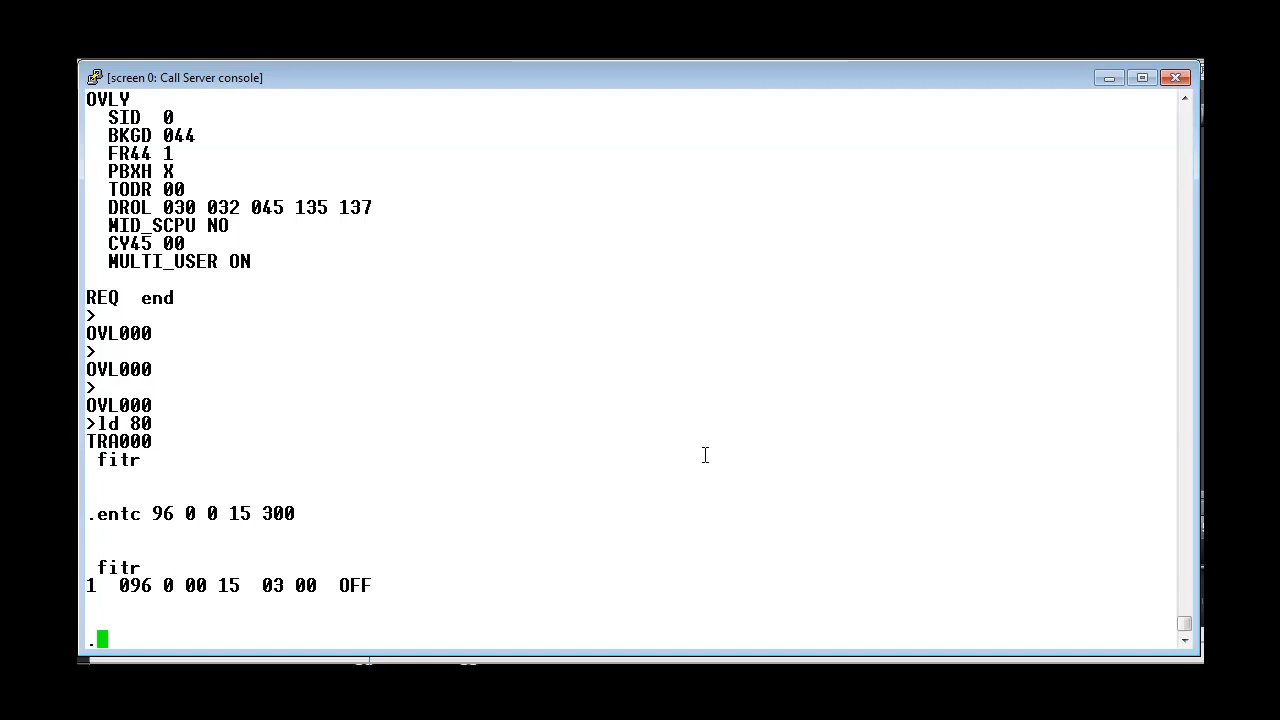 [screen 0: Call Server console]
OVLY
SID 0
BKGD 044
FR44 1
PBXH X
TODR 00
DROL 030 032 045 135 137
MID_SCPU NO
CY45 00
MULTI_USER ON
REQ end
>
OVL000
>
OVL000
>
OVL000
>ld 80
TRA000
fitr
.entc 96 0 0 15 300
fitr
1 096 0 00 15 03 00 OFF
.